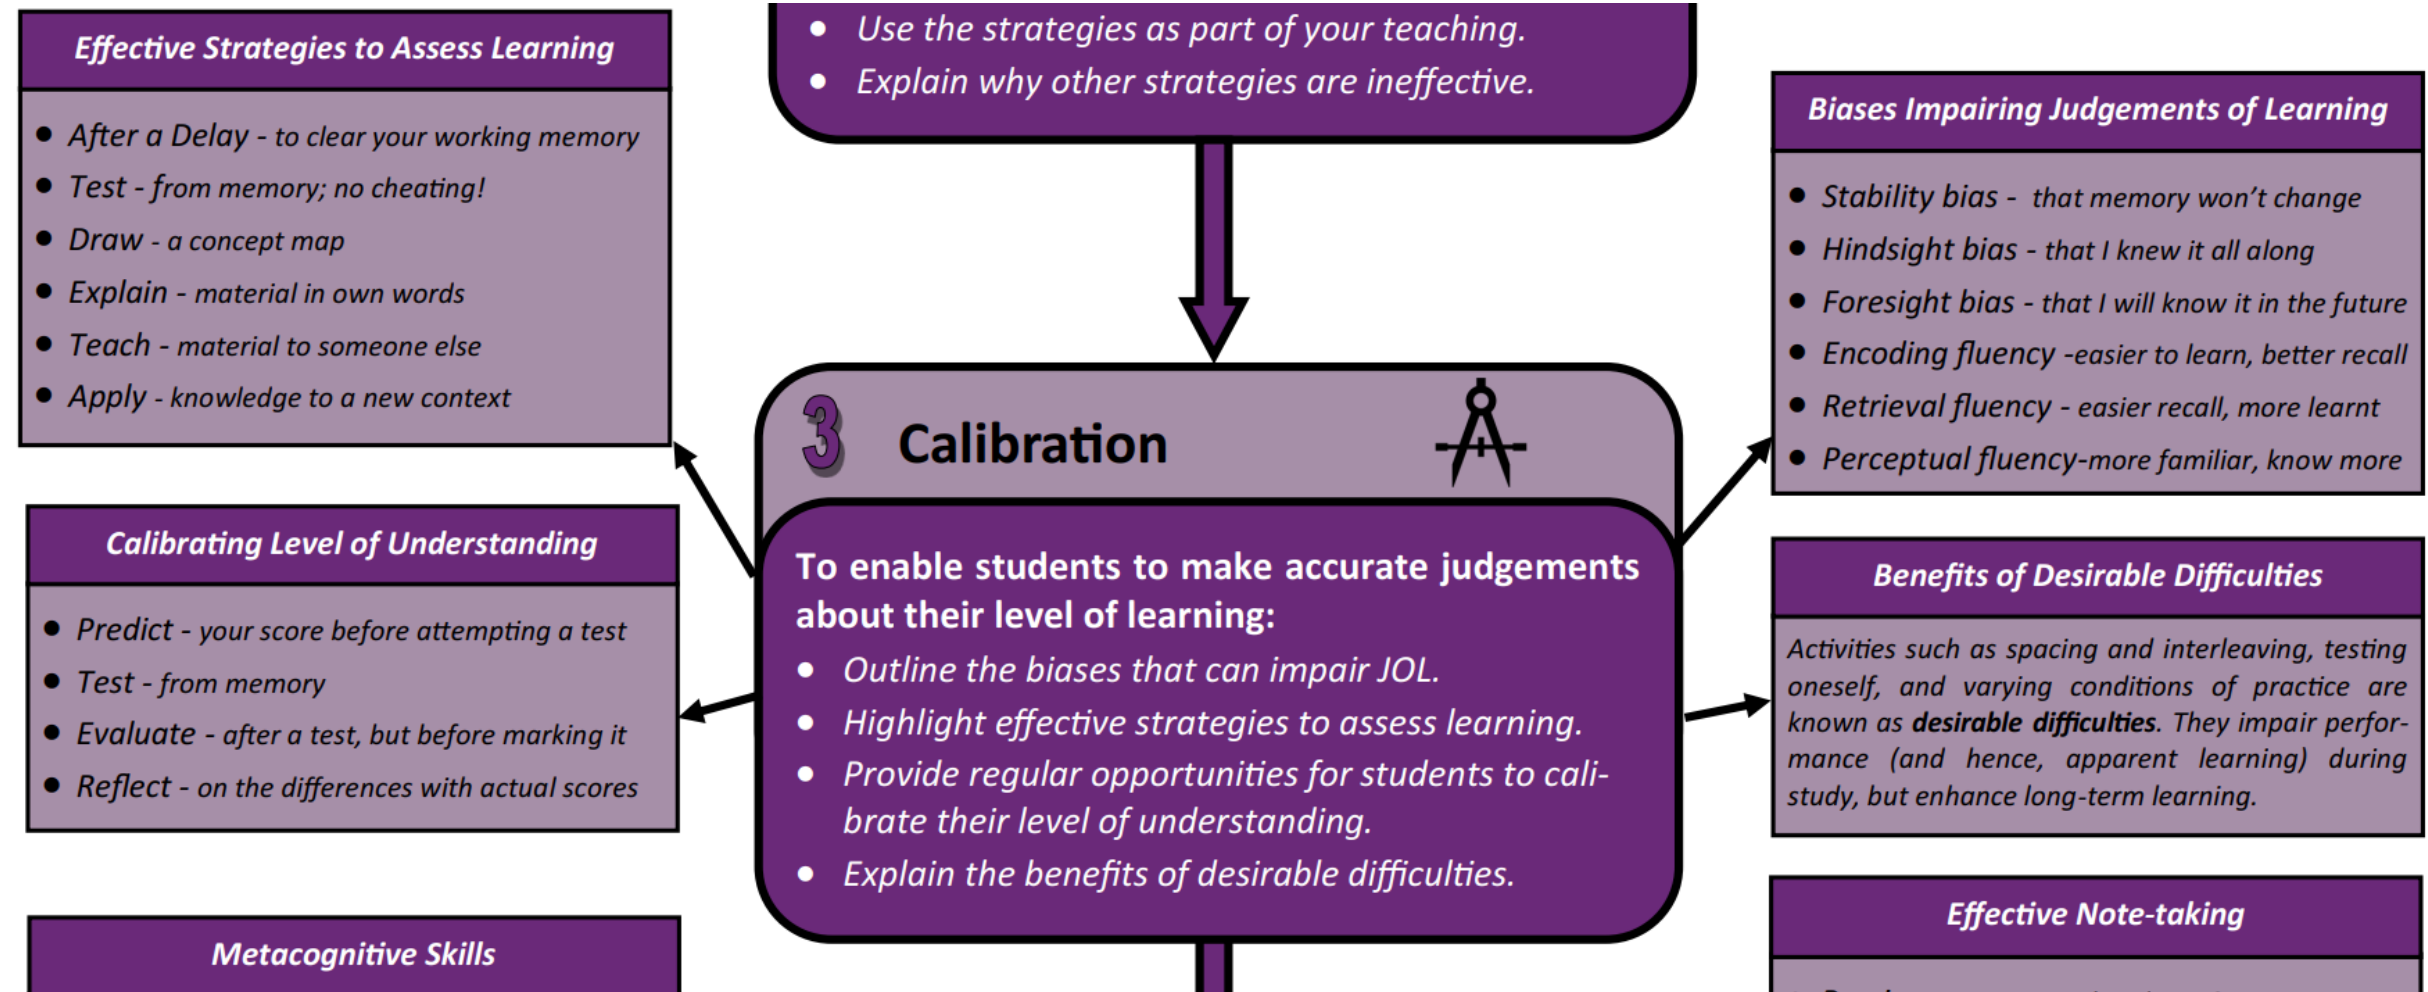 Effective Strategies to Assess Learning
● After a Delay - to clear your working memory
● Test - from memory; no cheating!
● Draw - a concept map
● Explain - material in own words
● Teach - material to someone else
● Apply - knowledge to a new context
Calibrating Level of Understanding
● Predict - your score before attempting a test
● Test - from memory
● Evaluate - after a test, but before marking it
● Reflect - on the differences with actual scores
Metacognitive Skills
● Use the strategies as part of your teaching.
● Explain why other strategies are ineffective.
3 Calibration
To enable students to make accurate judgements
about their level of learning:
● Outline the biases that can impair JOL.
● Highlight effective strategies to assess learning.
● Provide regular opportunities for students to cali-
brate their level of understanding.
● Explain the benefits of desirable difficulties.
Biases Impairing Judgements of Learning
● Stability bias - that memory won't change
● Hindsight bias - that I knew it all along
● Foresight bias - that I will know it in the future
● Encoding fluency -easier to learn, better recall
● Retrieval fluency - easier recall, more learnt
● Perceptual fluency-more familiar, know more
Benefits of Desirable Difficulties
Activities such as spacing and interleaving, testing
oneself, and varying conditions of practice are
known as desirable difficulties. They impair perfor-
mance (and hence, apparent learning) during
study, but enhance long-term learning.
Effective Note-taking